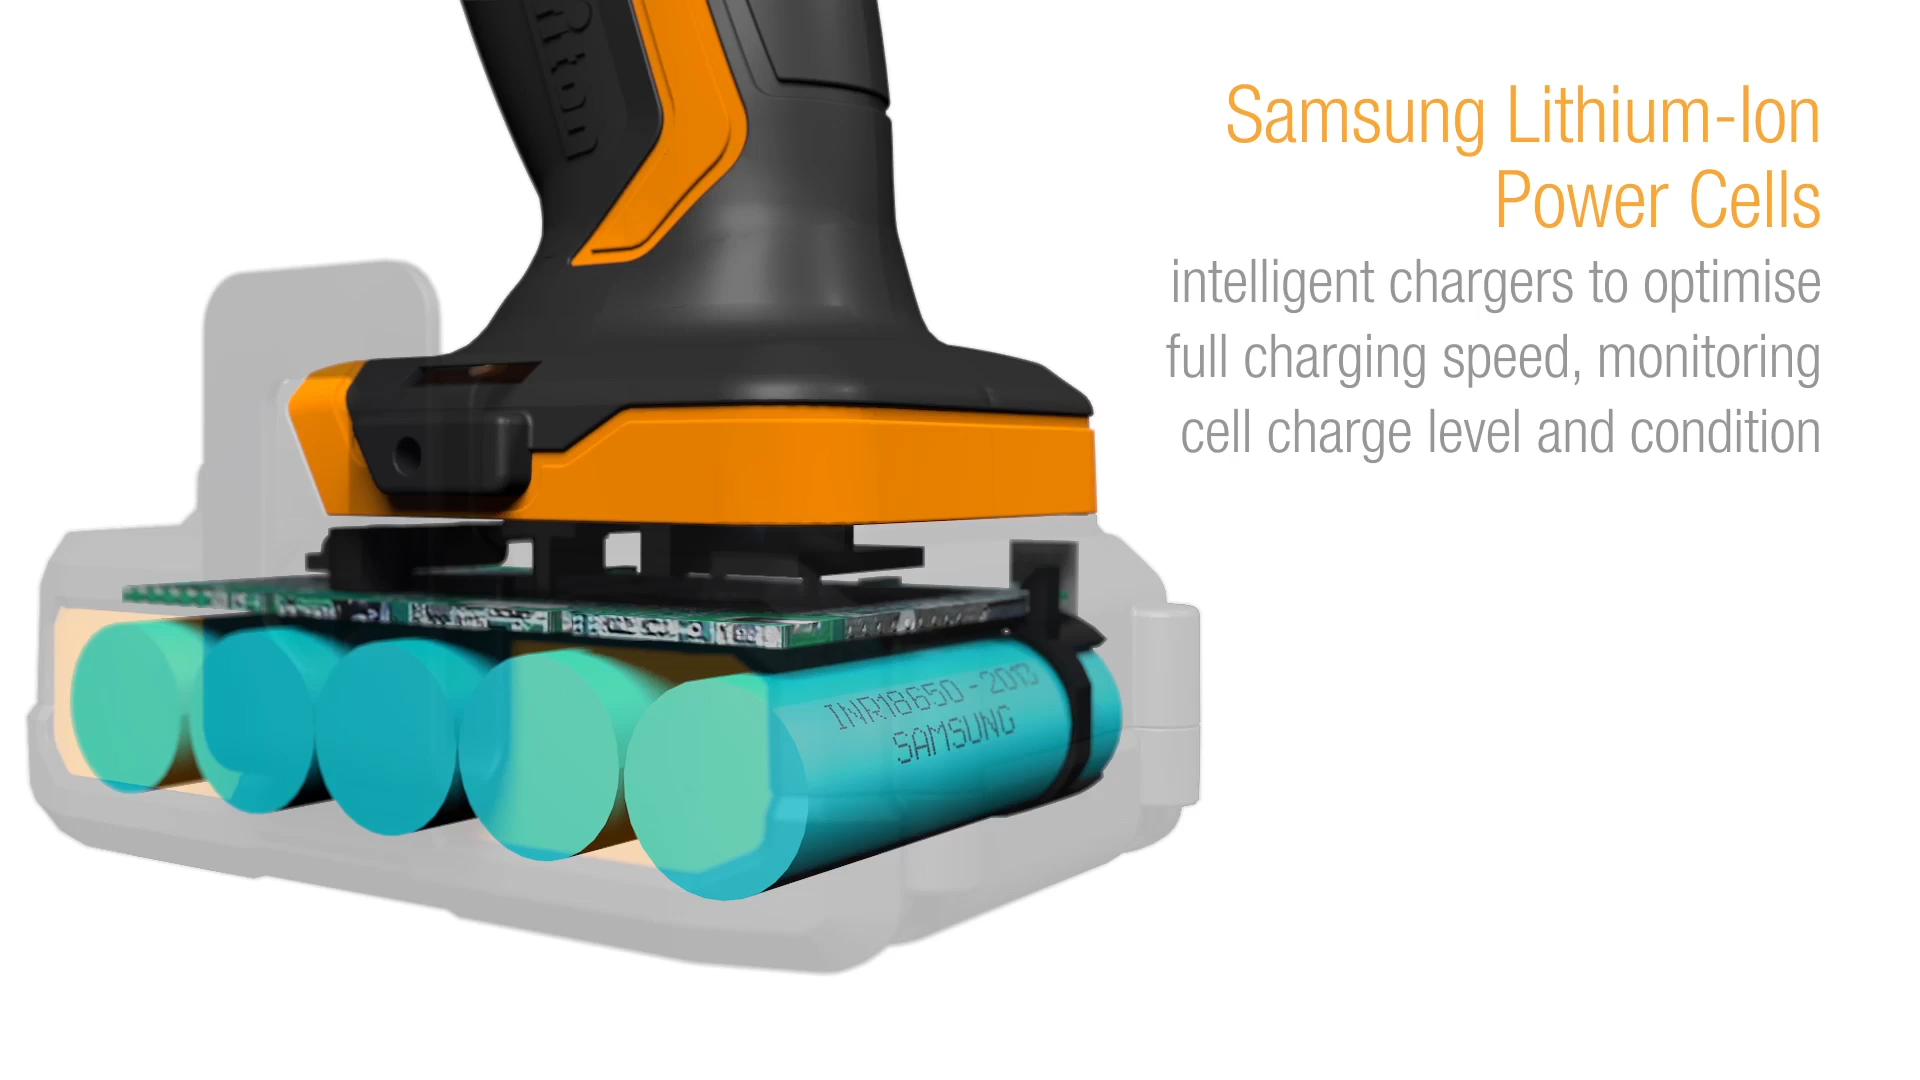 Samsung Lithium-Ion
Power Cells
intelligent chargers to optimise
full charging speed, monitoring
cell charge level and condition
INR18650-2013
SAMSUNG